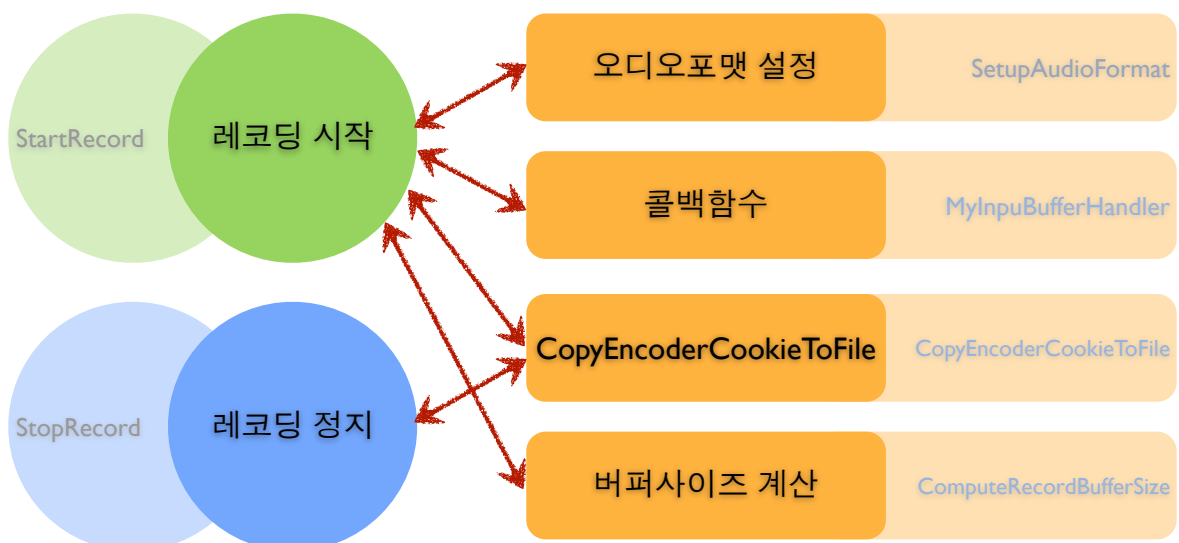 StartRecord
레코딩 시작
오디오포맷 설정
SetupAudioFormat
콜백함수
MyInpuBufferHandler
CopyEncoderCookieToFile
CopyEncoderCookieToFile
StopRecord
레코딩 정지
버퍼사이즈 계산
ComputeRecordBufferSize